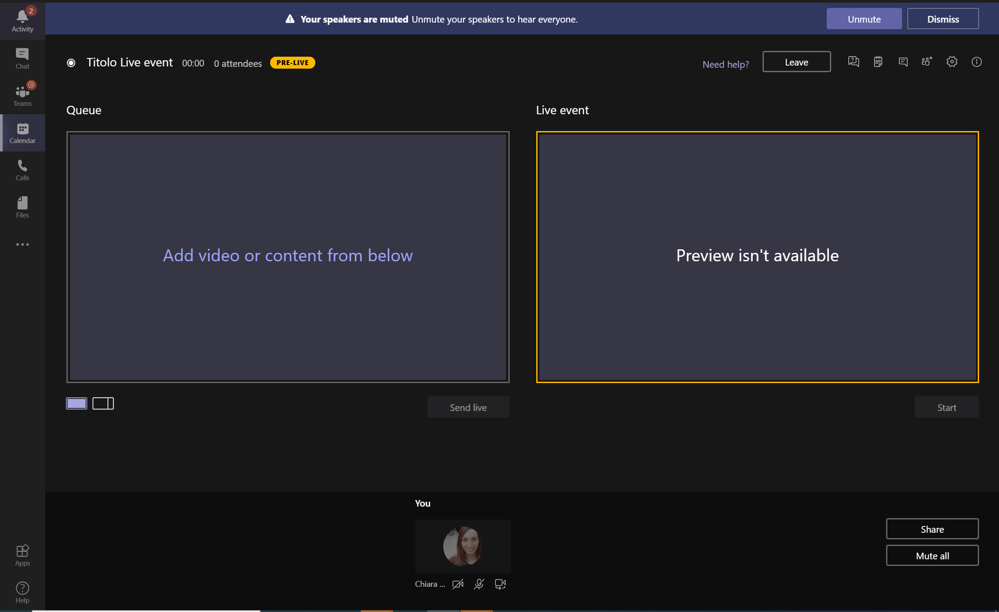 Your speakers are muted Unmute your speakers to hear everyone.
Unmute
Dismiss
2
Activity
Chat
@
Teams
Calendar
Calls
Files
Apps
Help
Titolo Live event 00:00 0 attendees PRE-LIVE
Need help?
Leave
Queue
Live event
Add video or content from below
Preview isn't available
Send live
Start
You
Chiara ...
Share
Mute all